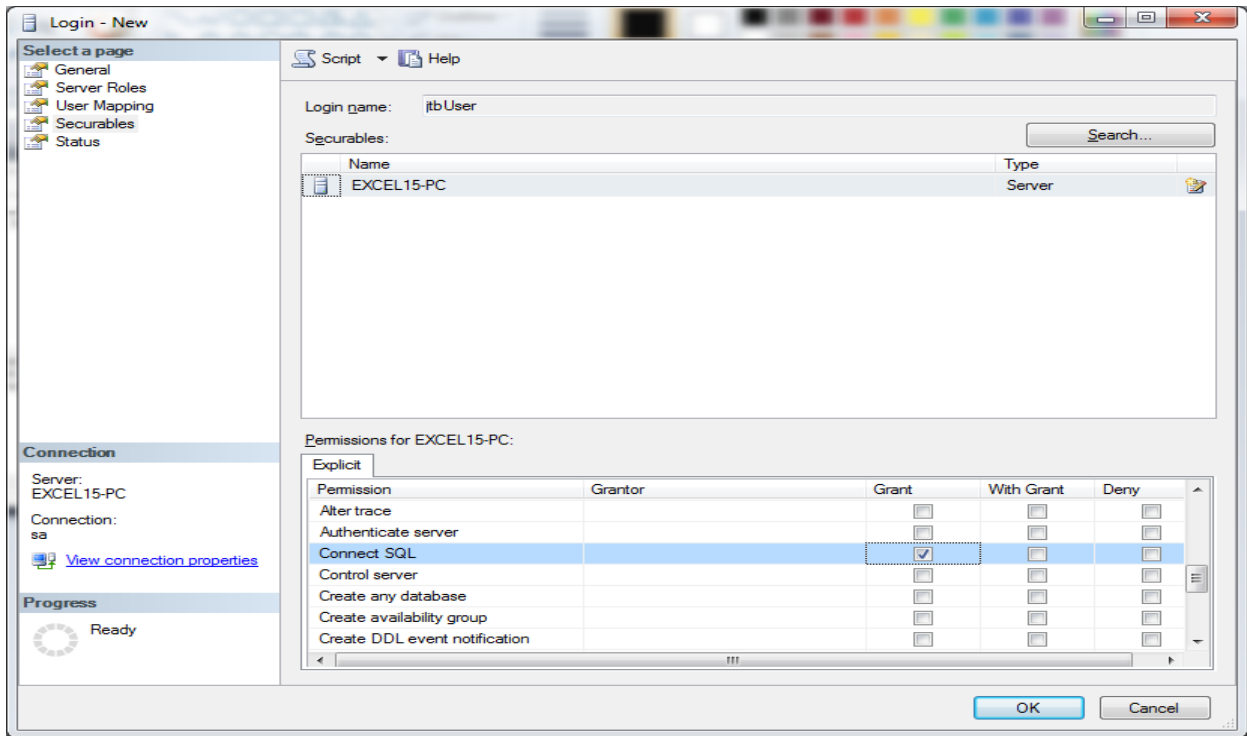 Login - New
Select a page
General
Server Roles
User Mapping
Securables
Status
Script Help
Login name: jtbUser
Securables: Search...
Name Type
EXCEL15-PC Server
Permissions for EXCEL15-PC:
Explicit
Permission Grantor Grant With Grant Deny
Alter trace
Authenticate server
Connect SQL
Control server
Create any database
Create availability group
Create DDL event notification
Connection
Server:
EXCEL15-PC
Connection:
sa
View connection properties
Progress
Ready
OK Cancel